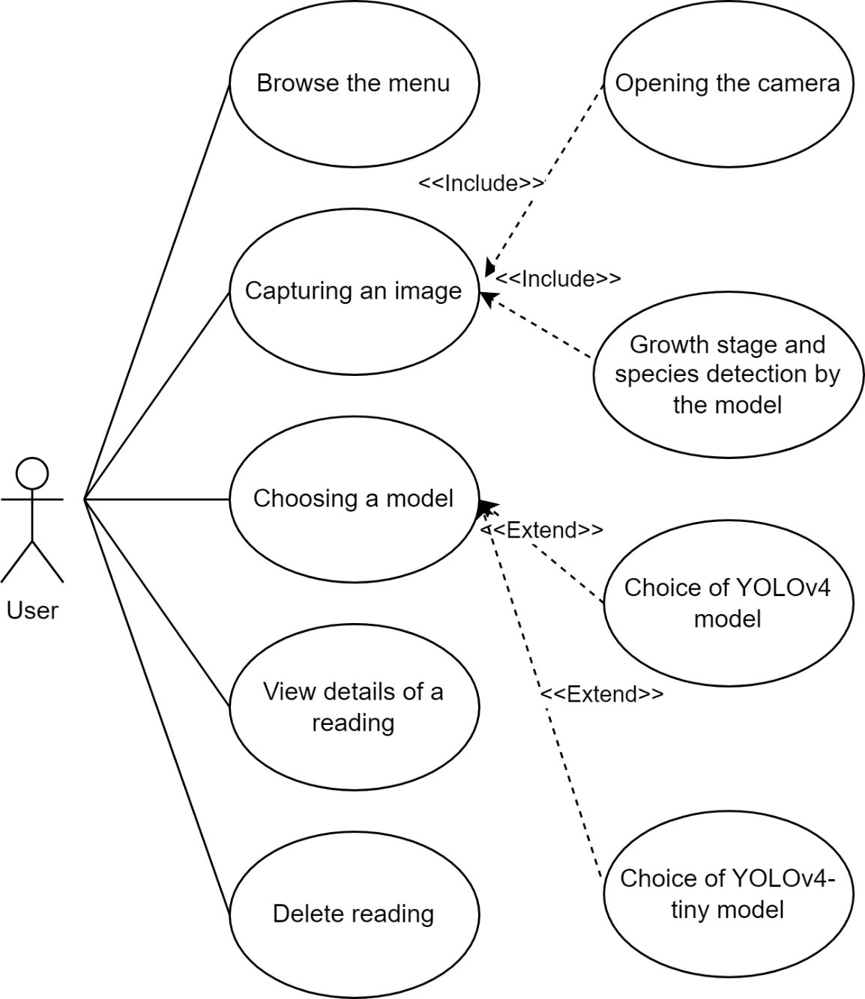 Browse the menu
Opening the camera
<<Include>>
<<Include>>
Capturing an image
Growth stage and
species detection by
the model
Choosing a model
<<Extend>>
Choice of YOLOv4
model
User
View details of a
reading
<<Extend>>
Choice of YOLOv4-
tiny model
Delete reading